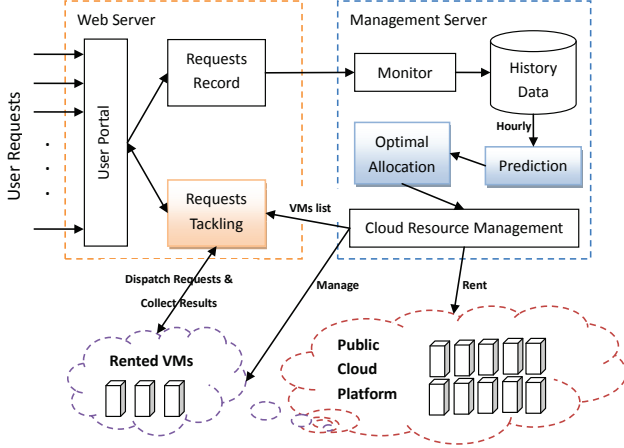 Web Server
Management Server
User Requests
User Portal
Requests
Record
Monitor
History
Data
Hourly
Optimal
Allocation
Prediction
Requests
Tackling
VMs list
Cloud Resource Management
Dispatch Requests &
Collect Results
Manage
Rent
Rented VMs
Public
Cloud
Platform